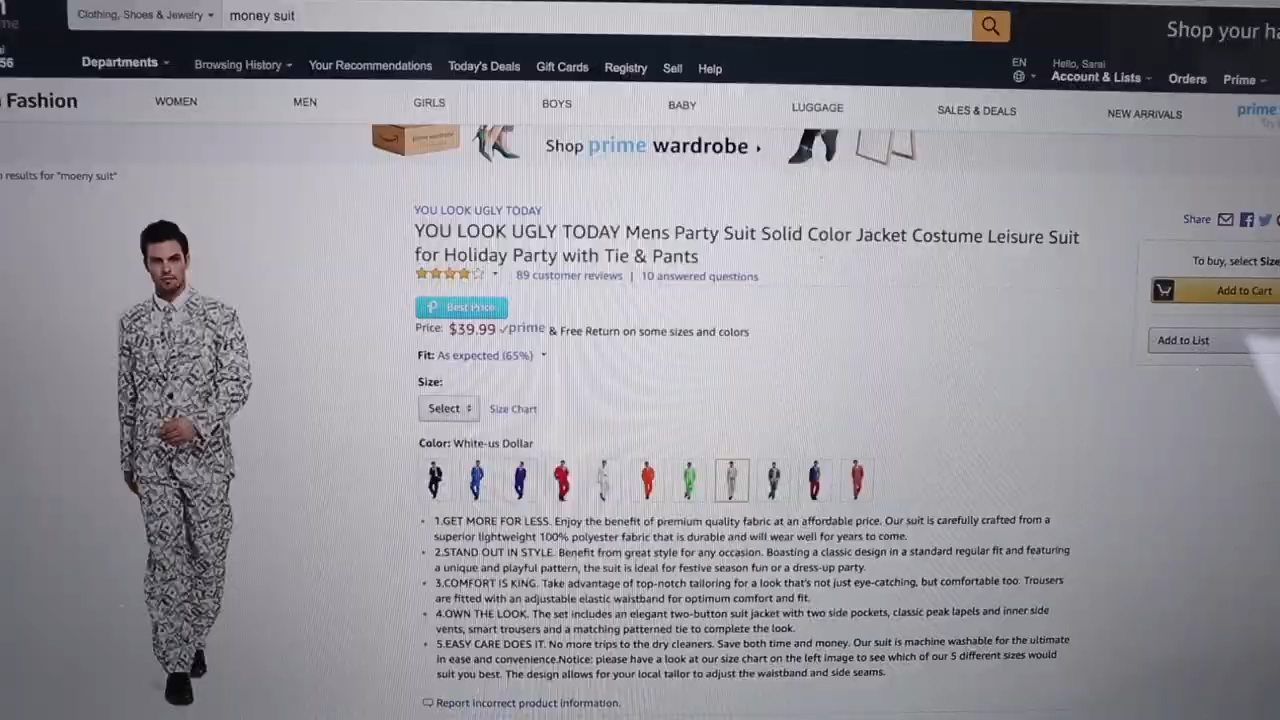 me
Clothing, Shoes & Jewelry
money suit
Shop your
56
Departments
Browsing History
Your Recommendations
Today's Deals
Gift Cards
Registry
Sell
Help
EN
Hello, Sarai
Account & Lists
Orders
Prime
Fashion
WOMEN
MEN
GIRLS
BOYS
BABY
LUGGAGE
SALES & DEALS
NEW ARRIVALS
prime
Shop prime wardrobe
results for "moeny suit"
YOU LOOK UGLY TODAY
YOU LOOK UGLY TODAY Mens Party Suit Solid Color Jacket Costume Leisure Suit
for Holiday Party with Tie & Pants
89 customer reviews | 10 answered questions
Best Price
Price: $39.99 prime & Free Return on some sizes and colors
Fit: As expected (65%)
Size:
Select
Size Chart
Color: White-us Dollar
1.GET MORE FOR LESS. Enjoy the benefit of premium quality fabric at an affordable price. Our suit is carefully crafted from a
superior lightweight 100% polyester fabric that is durable and will wear well for years to come.
2.STAND OUT IN STYLE. Benefit from great style for any occasion. Boasting a classic design in a standard regular fit and featuring
a unique and playful pattern, the suit is ideal for festive season fun or a dress-up party.
3.COMFORT IS KING. Take advantage of top-notch tailoring for a look that's not just eye-catching, but comfortable too. Trousers
are fitted with an adjustable elastic waistband for optimum comfort and fit.
4.OWN THE LOOK. The set includes an elegant two-button suit jacket with two side pockets, classic peak lapels and inner side
vents, smart trousers and a matching patterned tie to complete the look.
5.EASY CARE DOES IT. No more trips to the dry cleaners. Save both time and money. Our suit is machine washable for the ultimate
in ease and convenience.Notice: please have a look at our size chart on the left image to see which of our 5 different sizes would
suit you best. The design allows for your local tailor to adjust the waistband and side seams.
Report incorrect product information.
Share
To buy, select Size
Add to Cart
Add to List